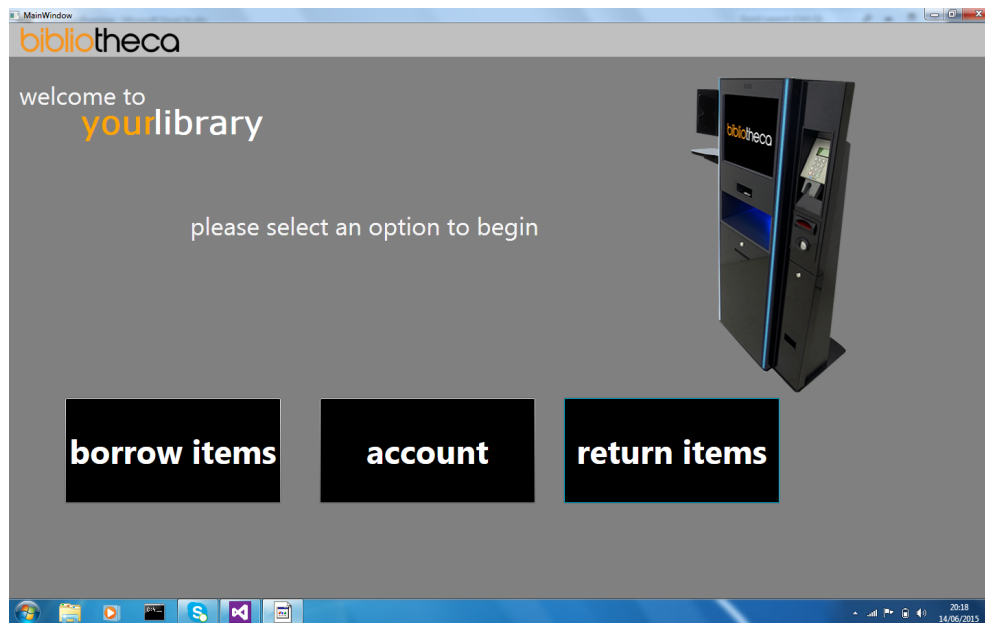 MainWindow
bibliotheca
welcome to
yourlibrary
bibliotheca
please select an option to begin
borrow items
account
return items
20:18
14/06/2015